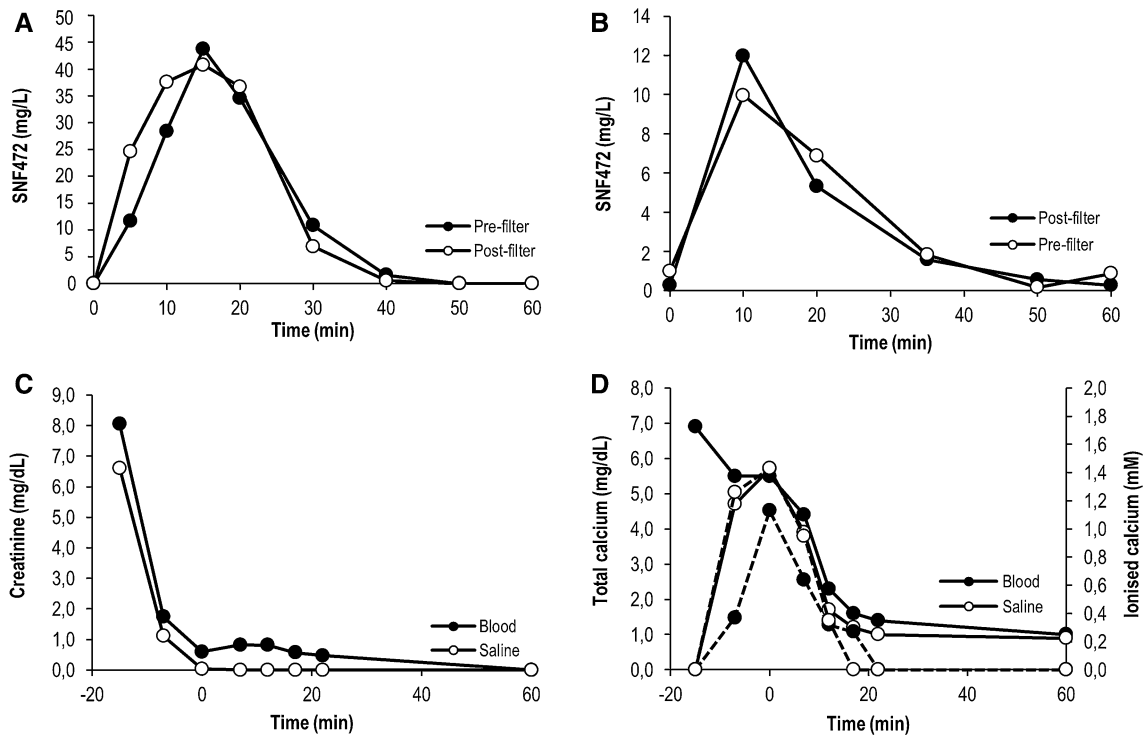 A
SNF472 (mg/L)
50
45
40
35
30
25
20
15
10
5
0
0 10 20 30 40 50 60
Time (min)
Pre-filter
Post-filter
B
SNF472 (mg/L)
14
12
10
8
6
4
2
0
0 10 20 30 40 50 60
Time (min)
Post-filter
Pre-filter
C
Creatinine (mg/dL)
9,0
8,0
7,0
6,0
5,0
4,0
3,0
2,0
1,0
0,0
-20 0 20 40 60
Time (min)
Blood
Saline
D
Total calcium (mg/dL)
8,0
7,0
6,0
5,0
4,0
3,0
2,0
1,0
0,0
-20 0 20 40 60
Time (min)
Blood
Saline
2,0
1,8
1,6
1,4
1,2
1,0
0,8
0,6
0,4
0,2
0,0
Ionised calcium (mM)